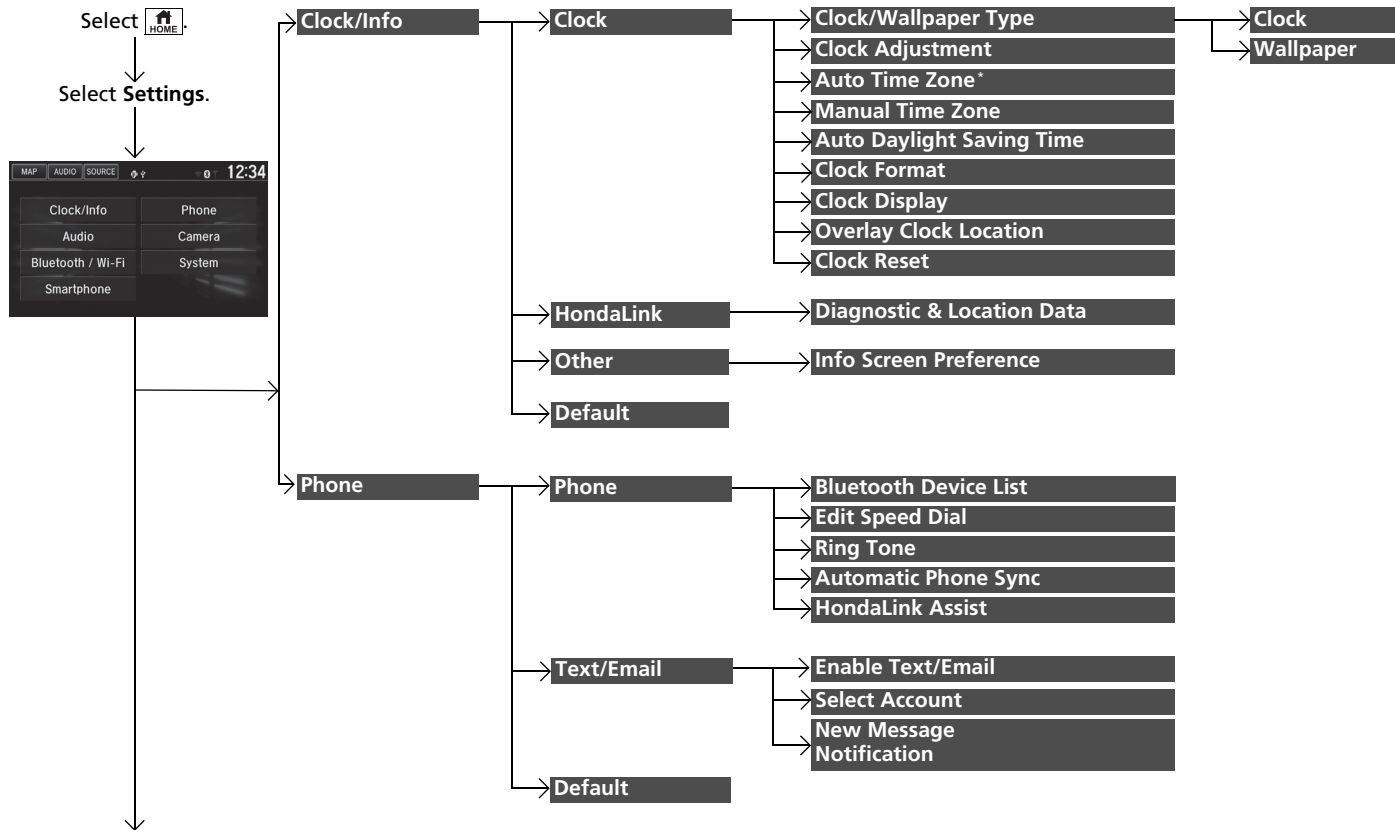 Select HOME.
Select Settings.
MAP AUDIO SOURCE 12:34
Clock/Info Phone
Audio Camera
Bluetooth / Wi-Fi System
Smartphone
Clock/Info
Clock
Clock/Wallpaper Type
Clock
Wallpaper
Clock Adjustment
Auto Time Zone*
Manual Time Zone
Auto Daylight Saving Time
Clock Format
Clock Display
Overlay Clock Location
Clock Reset
HondaLink
Diagnostic & Location Data
Other
Info Screen Preference
Default
Phone
Phone
Bluetooth Device List
Edit Speed Dial
Ring Tone
Automatic Phone Sync
HondaLink Assist
Text/Email
Enable Text/Email
Select Account
New Message
Notification
Default